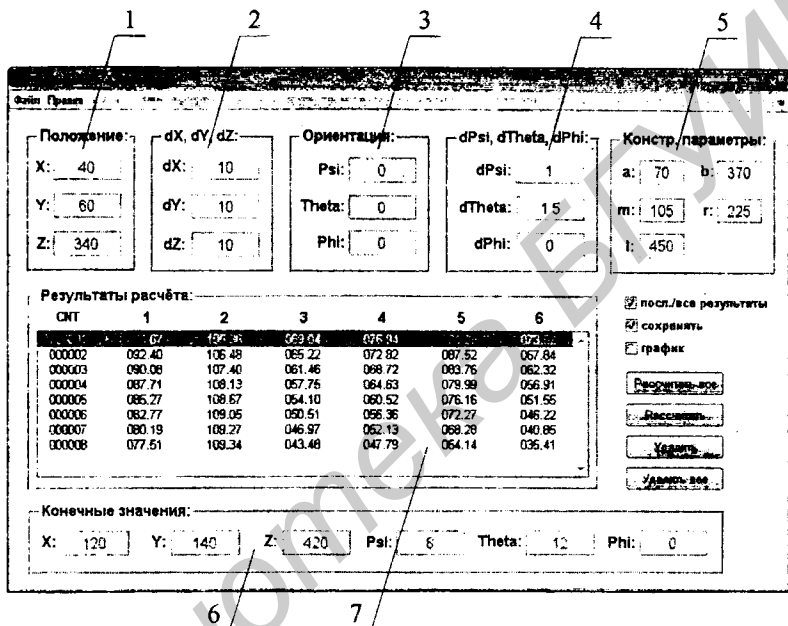 1 2 3 4 5
Файл Правка
Положение: dX, dY, dZ: Ориентация: dPsi, dTheta, dPhi: Констр. параметры:
X: 40 dX: 10 Psi: 0 dPsi: 1 a: 70 b: 370
Y: 60 dY: 10 Theta: 0 dTheta: 1.5 m: 105 r: 225
Z: 340 dZ: 10 Phi: 0 dPhi: 0 l: 450
Результаты расчёта:
CNT 1 2 3 4 5 6
000002 092.40 106.48 065.22 072.82 087.52 067.84
000003 090.08 107.40 061.46 068.72 083.76 062.32
000004 087.71 108.13 057.75 064.63 079.99 056.91
000005 085.27 108.67 054.10 060.52 076.16 051.55
000006 082.77 109.05 050.51 056.36 072.27 046.22
000007 080.19 109.27 046.97 052.13 068.28 040.85
000008 077.51 109.34 043.48 047.79 064.14 035.41
посл./все результаты
сохранять
график
Рассчитать все
Рассчитать
Удалить
Удалить все
Конечные значения:
X: 120 Y: 140 Z: 420 Psi: 8 Theta: 12 Phi: 0
6 7